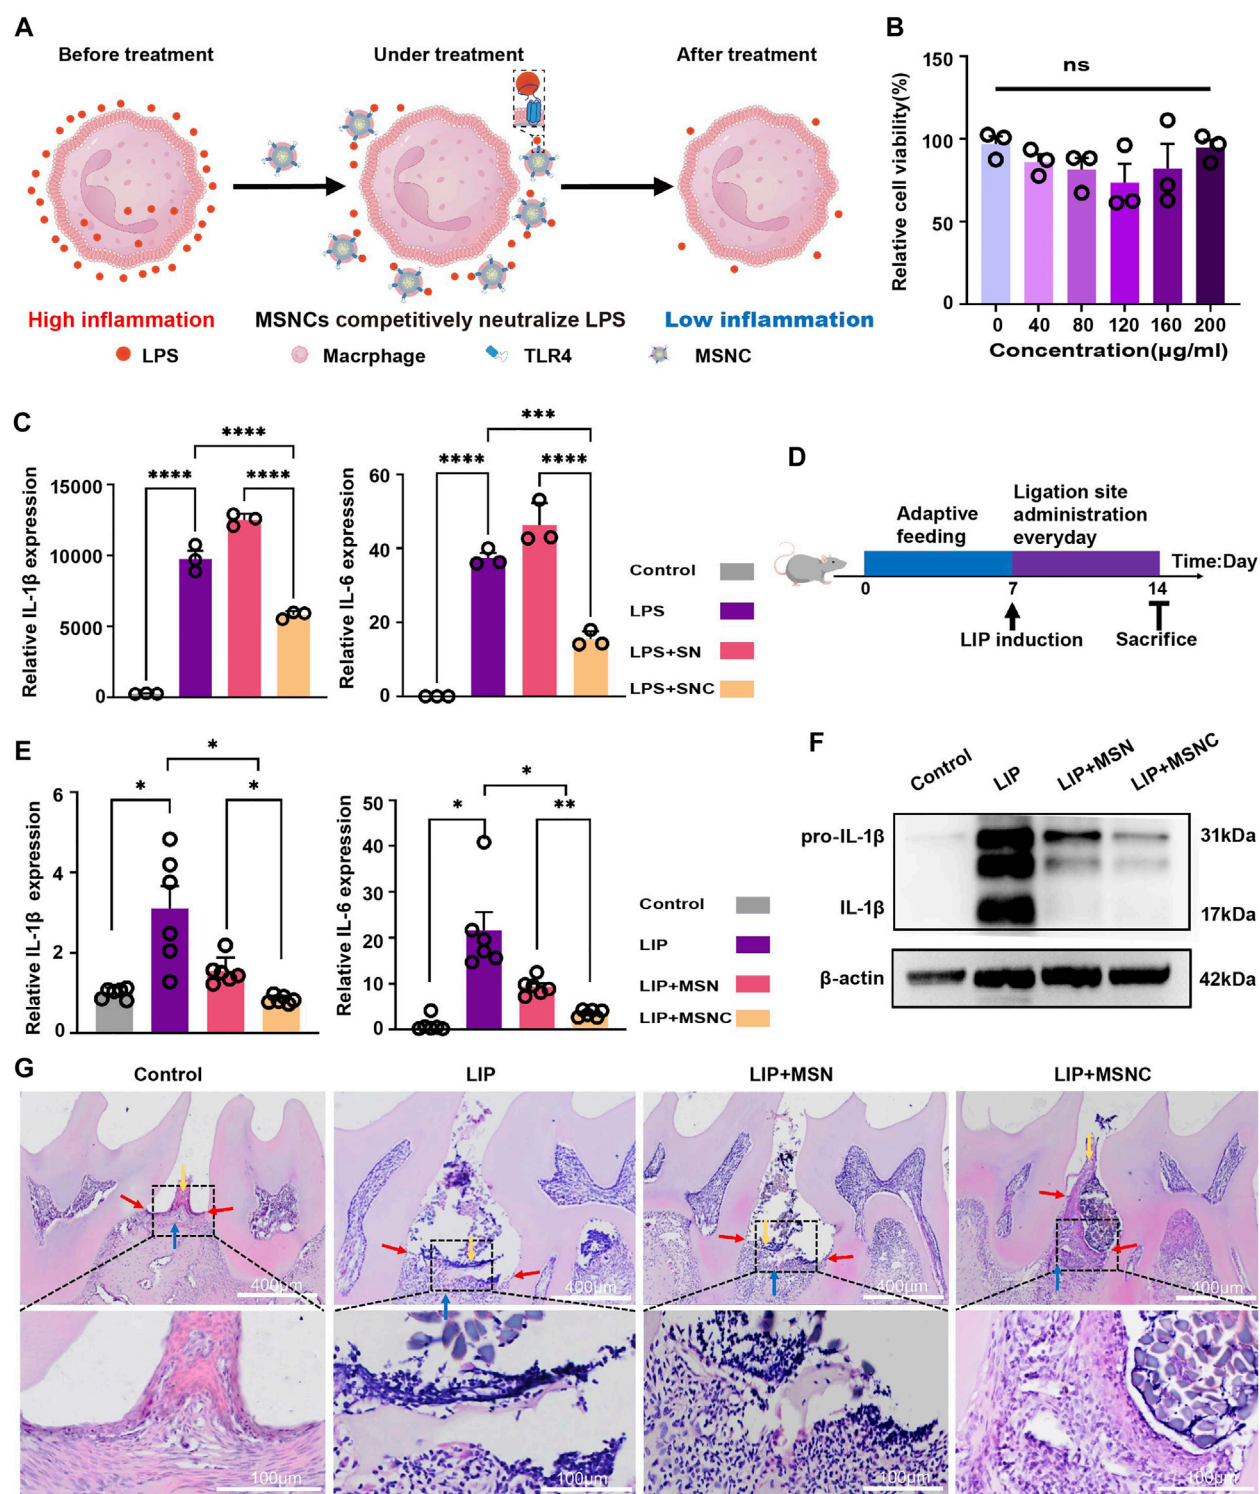 A
Before treatment
Under treatment
After treatment
High inflammation
MSNCs competitively neutralize LPS
Low inflammation
LPS
Macrphage
TLR4
MSNC
B
ns
Relative cell viability(%)
150
100
50
0
0 40 80 120 160 200
Concentration(μg/ml)
C
Relative IL-1β expression
15000
10000
5000
0
****
****
****
Relative IL-6 expression
60
40
20
0
***
****
****
Control
LPS
LPS+SN
LPS+SNC
D
Adaptive
feeding
Ligation site
administration
everyday
Time:Day
0 7 14
LIP induction
Sacrifice
E
Relative IL-1β expression
6
4
2
0
*
*
*
Relative IL-6 expression
50
40
30
20
10
0
*
*
**
Control
LIP
LIP+MSN
LIP+MSNC
F
Control
LIP
LIP+MSN
LIP+MSNC
pro-IL-1β
31kDa
IL-1β
17kDa
β-actin
42kDa
G
Control
LIP
LIP+MSN
LIP+MSNC
400μm
400μm
400μm
400μm
100μm
100μm
100μm
100μm